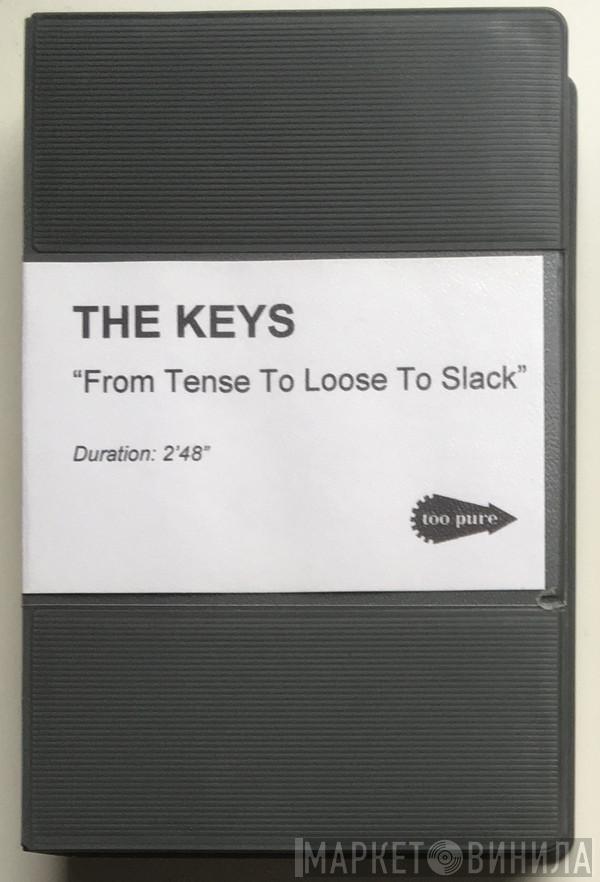 THE KEYS
“From Tense To Loose To Slack”
Duration: 2’48”
too pure
МАРКЕТ ВИНИЛА